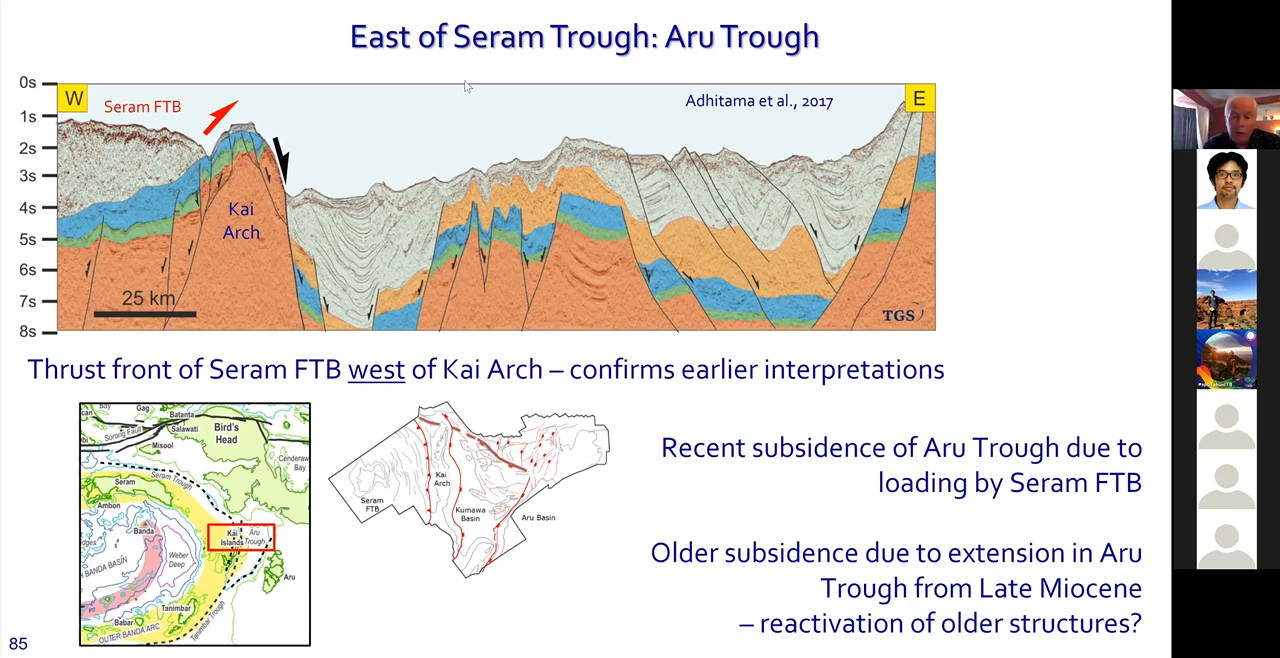 East of Seram Trough: Aru Trough
0s
1s
2s
3s
4s
5s
6s
7s
8s
W
Seram FTB
Adhitama et al., 2017
E
Kai
Arch
25 km
TGS
Thrust front of Seram FTB west of Kai Arch – confirms earlier interpretations
Bay
Gag
Batanta
Sorong Fault
Salawati
Bird's
Head
Misool
Cenderaw
Bay
Seram Trough
Seram
Ambon
Banda
Kai
Islands
Aru
Trough
Weber
Deep
BANDA BASIN
Aru
Tanimbar
Babar
Tanimbar Trough
OUTER BANDA ARC
Kai
Arch
Seram
FTB
Kumawa
Basin
Aru Basin
Recent subsidence of Aru Trough due to
loading by Seram FTB
Older subsidence due to extension in Aru
Trough from Late Miocene
– reactivation of older structures?
85